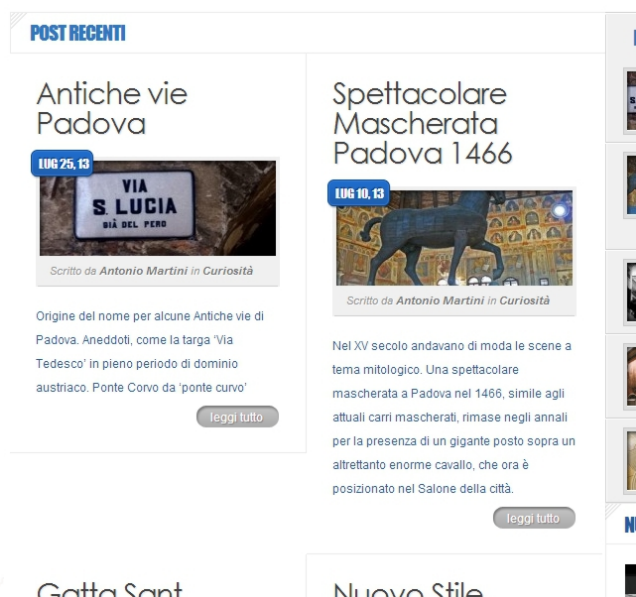 POST RECENTI
Antiche vie
Padova
LUG 25, 13
VIA
S. LUCIA
GIÀ DEL PERO
Scritto da Antonio Martini in Curiosità
Origine del nome per alcune Antiche vie di
Padova. Aneddoti, come la targa ‘Via
Tedesco’ in pieno periodo di dominio
austriaco. Ponte Corvo da ‘ponte curvo’
leggi tutto
Spettacolare
Mascherata
Padova 1466
LUG 10, 13
Scritto da Antonio Martini in Curiosità
Nel XV secolo andavano di moda le scene a
tema mitologico. Una spettacolare
mascherata a Padova nel 1466, simile agli
attuali carri mascherati, rimase negli annali
per la presenza di un gigante posto sopra un
altrettanto enorme cavallo, che ora è
posizionato nel Salone della città.
leggi tutto
Gatta Sant
Nuovo Stile